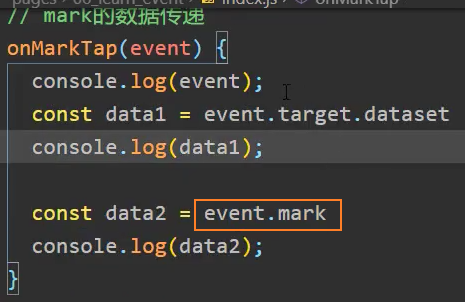 pages > 06_learn_event > index.js > onMarkTap
// mark的数据传递
onMarkTap(event) {
console.log(event);
const data1 = event.target.dataset
console.log(data1);
const data2 = event.mark
console.log(data2);
}